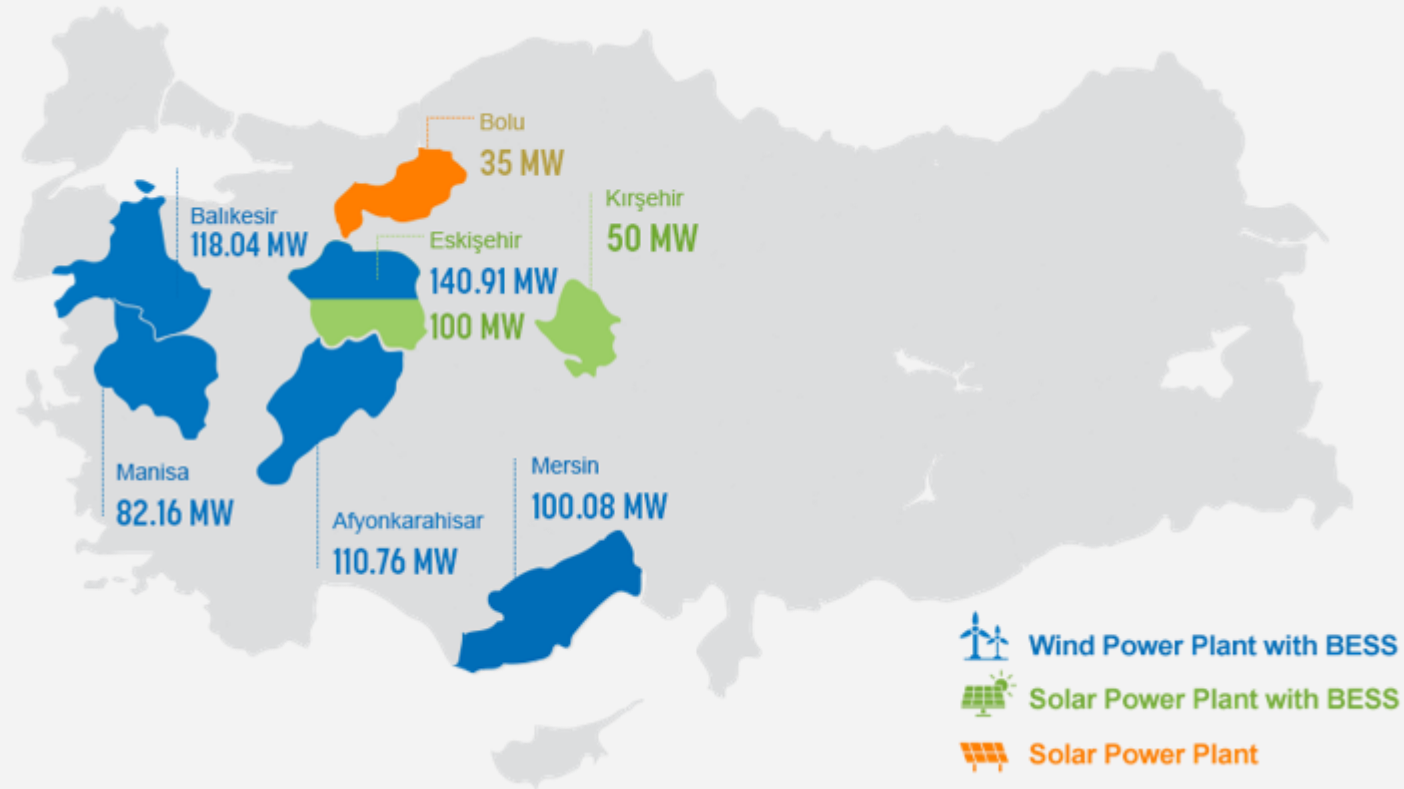 Bolu
35 MW
Kırşehir
50 MW
Balıkesir
118.04 MW
Eskişehir
140.91 MW
100 MW
Manisa
82.16 MW
Afyonkarahisar
110.76 MW
Mersin
100.08 MW
Wind Power Plant with BESS
Solar Power Plant with BESS
Solar Power Plant